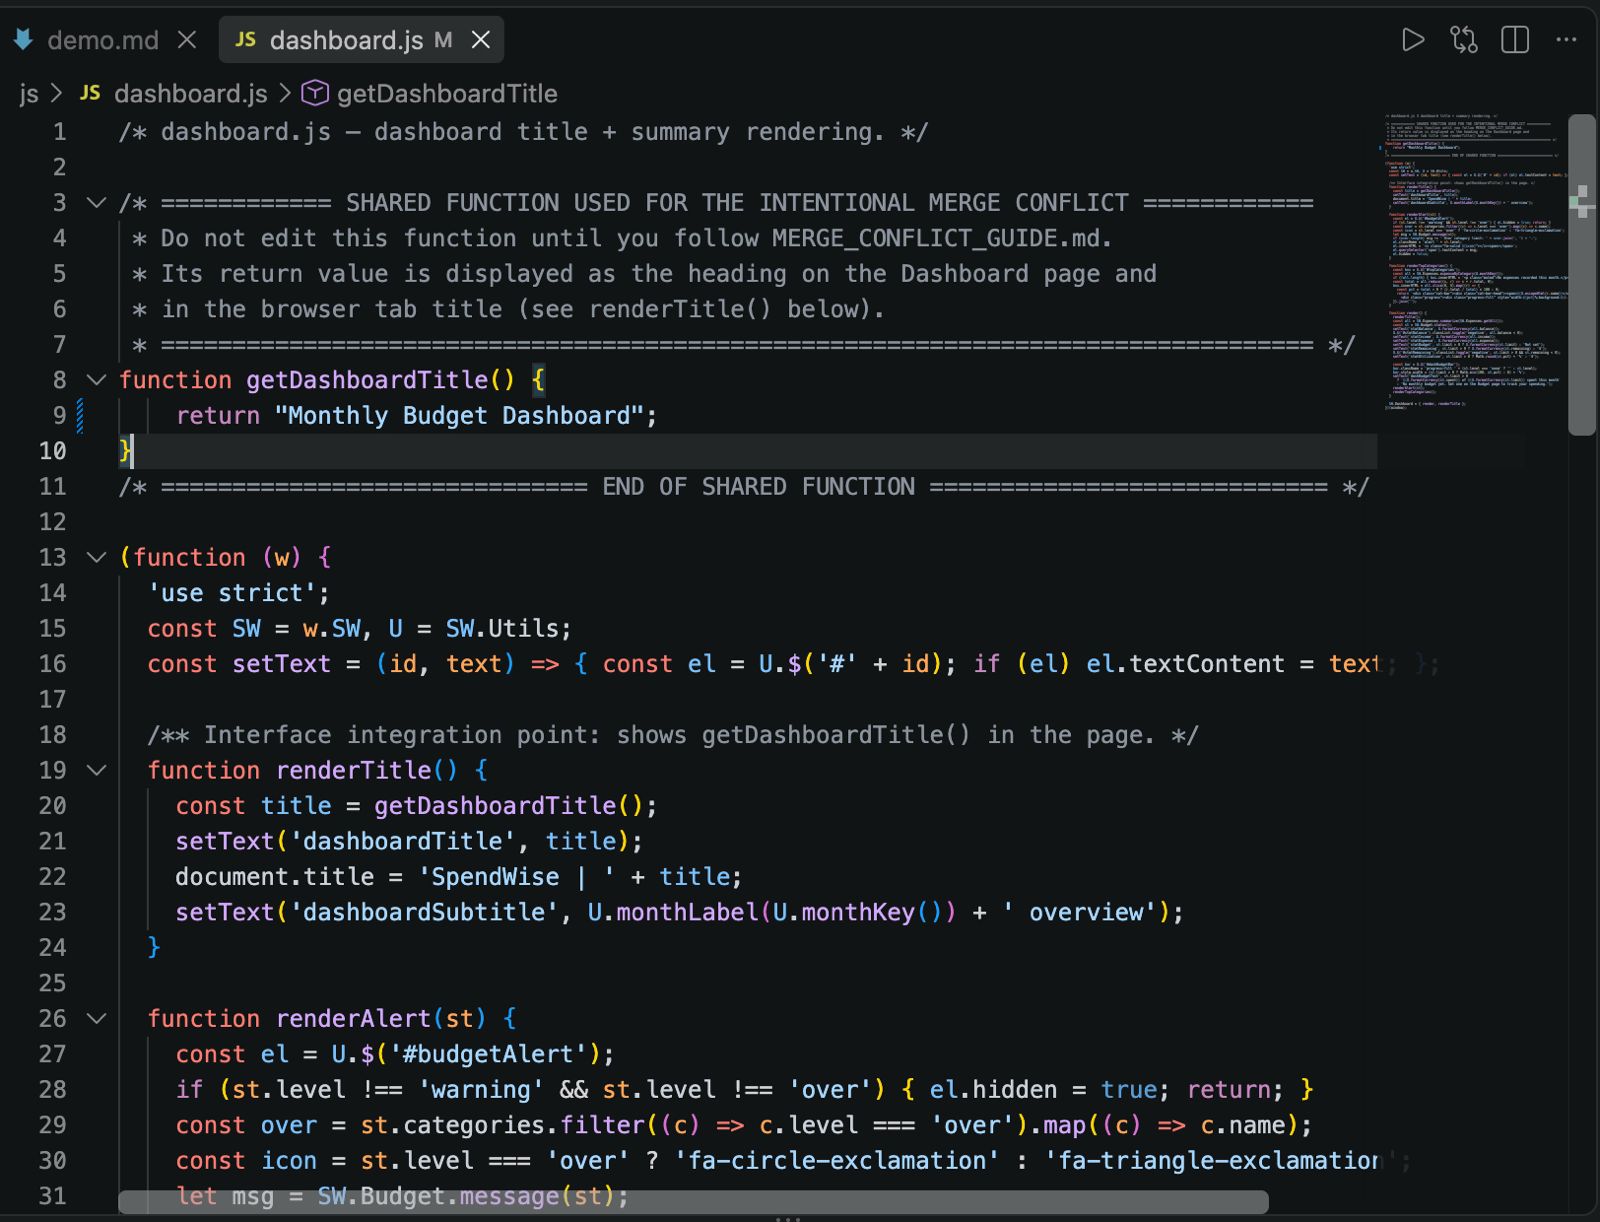 demo.md
JS dashboard.js M
js > JS dashboard.js > getDashboardTitle
1 /* dashboard.js — dashboard title + summary rendering. */
2
3 /* ============ SHARED FUNCTION USED FOR THE INTENTIONAL MERGE CONFLICT ============
4  * Do not edit this function until you follow MERGE_CONFLICT_GUIDE.md.
5  * Its return value is displayed as the heading on the Dashboard page and
6  * in the browser tab title (see renderTitle() below).
7  * ================================================================================= */
8 function getDashboardTitle() {
9     return "Monthly Budget Dashboard";
10 }
11 /* ============================== END OF SHARED FUNCTION ============================ */
12
13 (function (w) {
14   'use strict';
15   const SW = w.SW, U = SW.Utils;
16   const setText = (id, text) => { const el = U.$('#' + id); if (el) el.textContent = text; };
17
18   /** Interface integration point: shows getDashboardTitle() in the page. */
19   function renderTitle() {
20     const title = getDashboardTitle();
21     setText('dashboardTitle', title);
22     document.title = 'SpendWise | ' + title;
23     setText('dashboardSubtitle', U.monthLabel(U.monthKey()) + ' overview');
24   }
25
26   function renderAlert(st) {
27     const el = U.$('#budgetAlert');
28     if (st.level !== 'warning' && st.level !== 'over') { el.hidden = true; return; }
29     const over = st.categories.filter((c) => c.level === 'over').map((c) => c.name);
30     const icon = st.level === 'over' ? 'fa-circle-exclamation' : 'fa-triangle-exclamation';
31     let msg = SW.Budget.message(st);